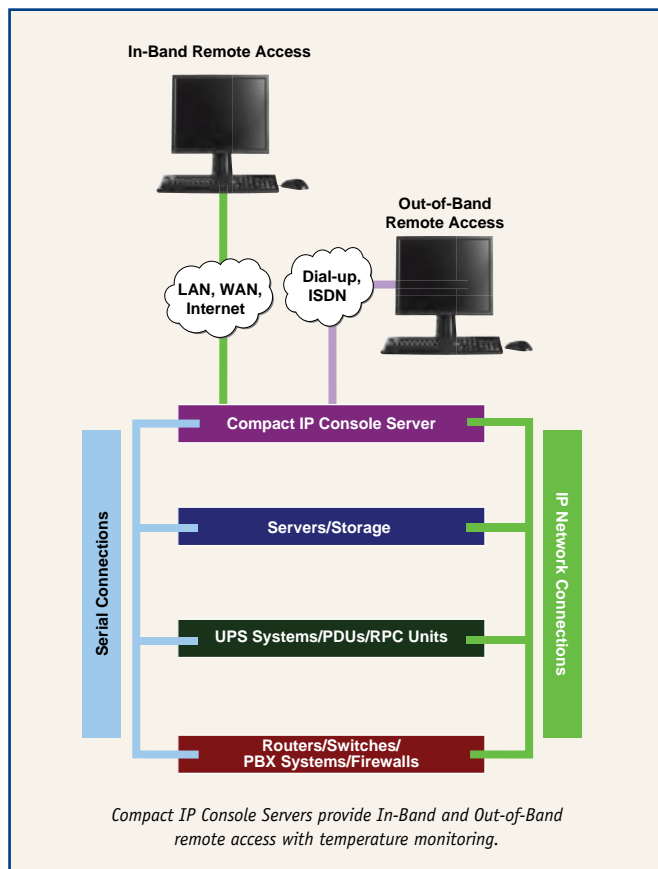 In-Band Remote Access
Out-of-Band
Remote Access
LAN, WAN,
Internet
Dial-up,
ISDN
Compact IP Console Server
Serial Connections
IP Network Connections
Servers/Storage
UPS Systems/PDUs/RPC Units
Routers/Switches/
PBX Systems/Firewalls
Compact IP Console Servers provide In-Band and Out-of-Band
remote access with temperature monitoring.